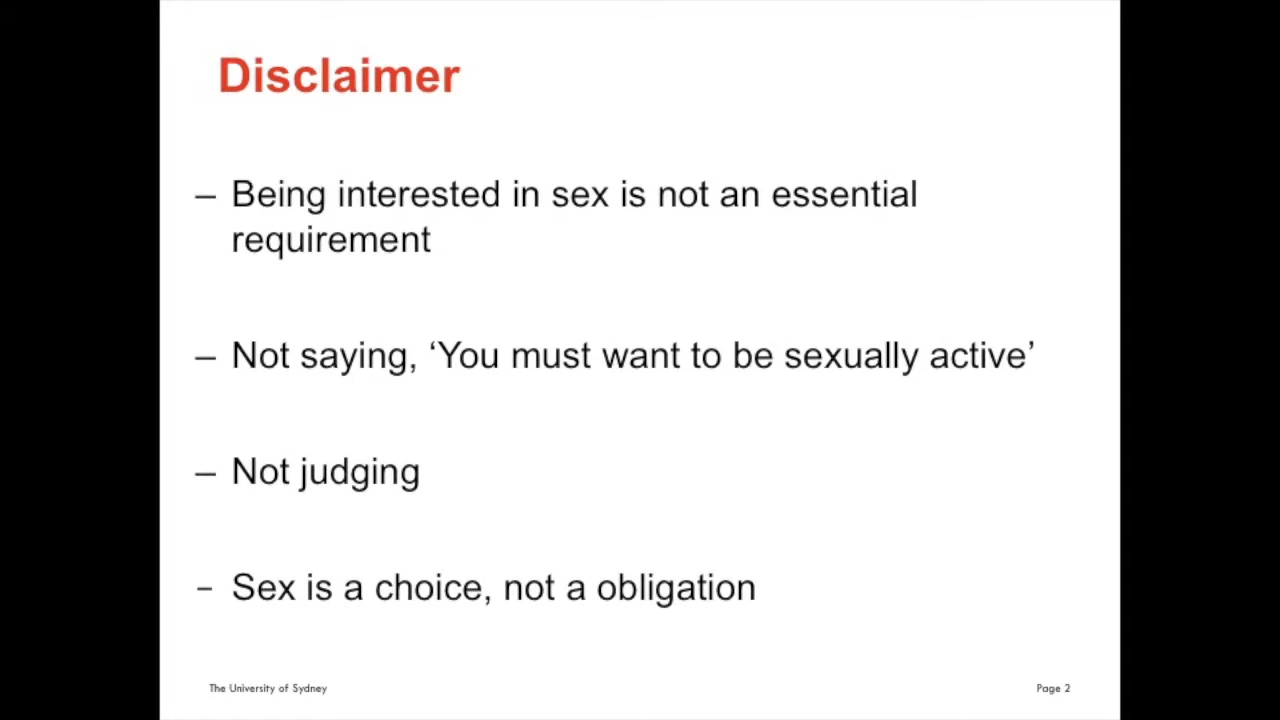 Disclaimer
– Being interested in sex is not an essential
requirement
– Not saying, ‘You must want to be sexually active’
– Not judging
- Sex is a choice, not a obligation
The University of Sydney
Page 2